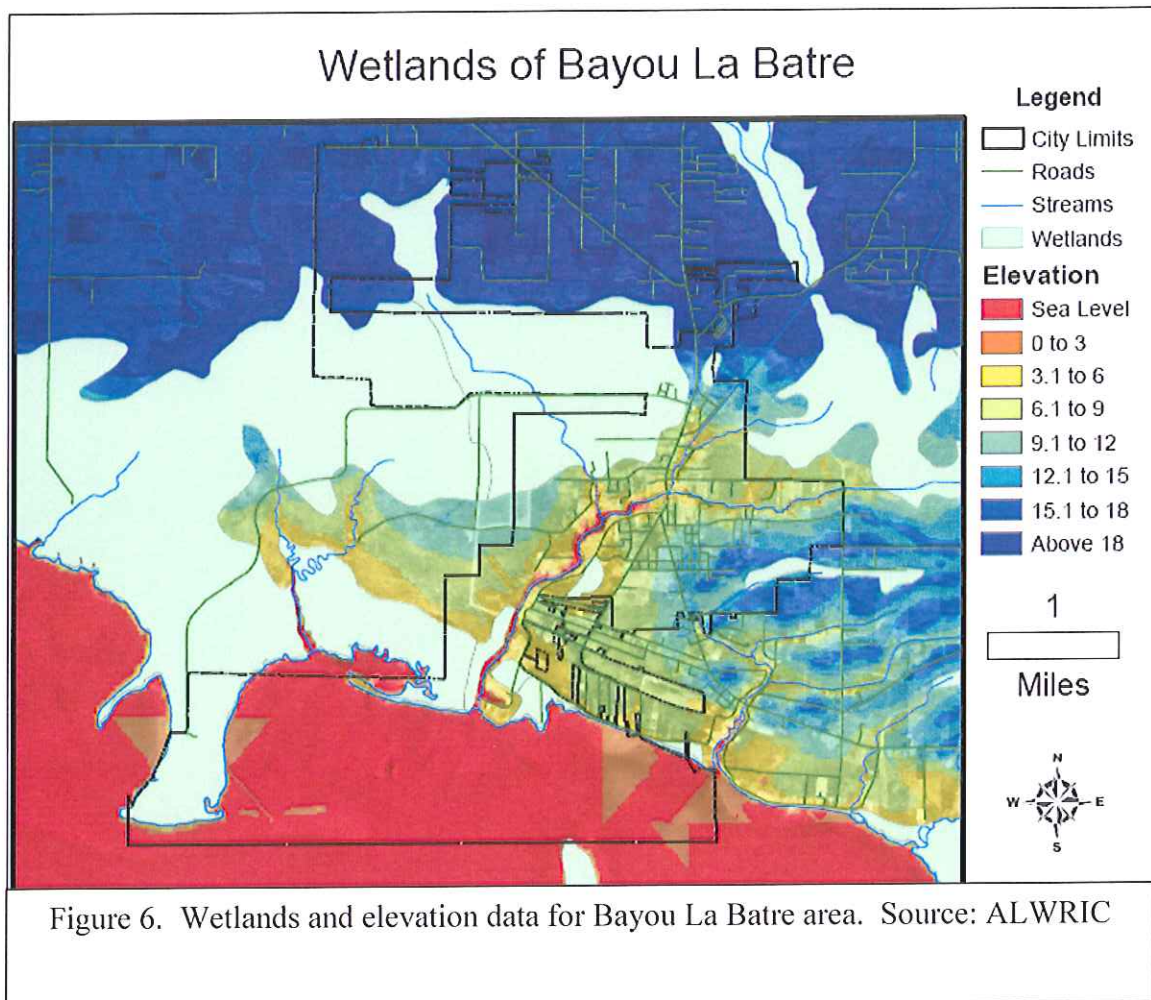 Wetlands of Bayou La Batre
Legend
City Limits
Roads
Streams
Wetlands
Elevation
Sea Level
0 to 3
3.1 to 6
6.1 to 9
9.1 to 12
12.1 to 15
15.1 to 18
Above 18
1
Miles
N
W E
S
Figure 6. Wetlands and elevation data for Bayou La Batre area. Source: ALWRIC